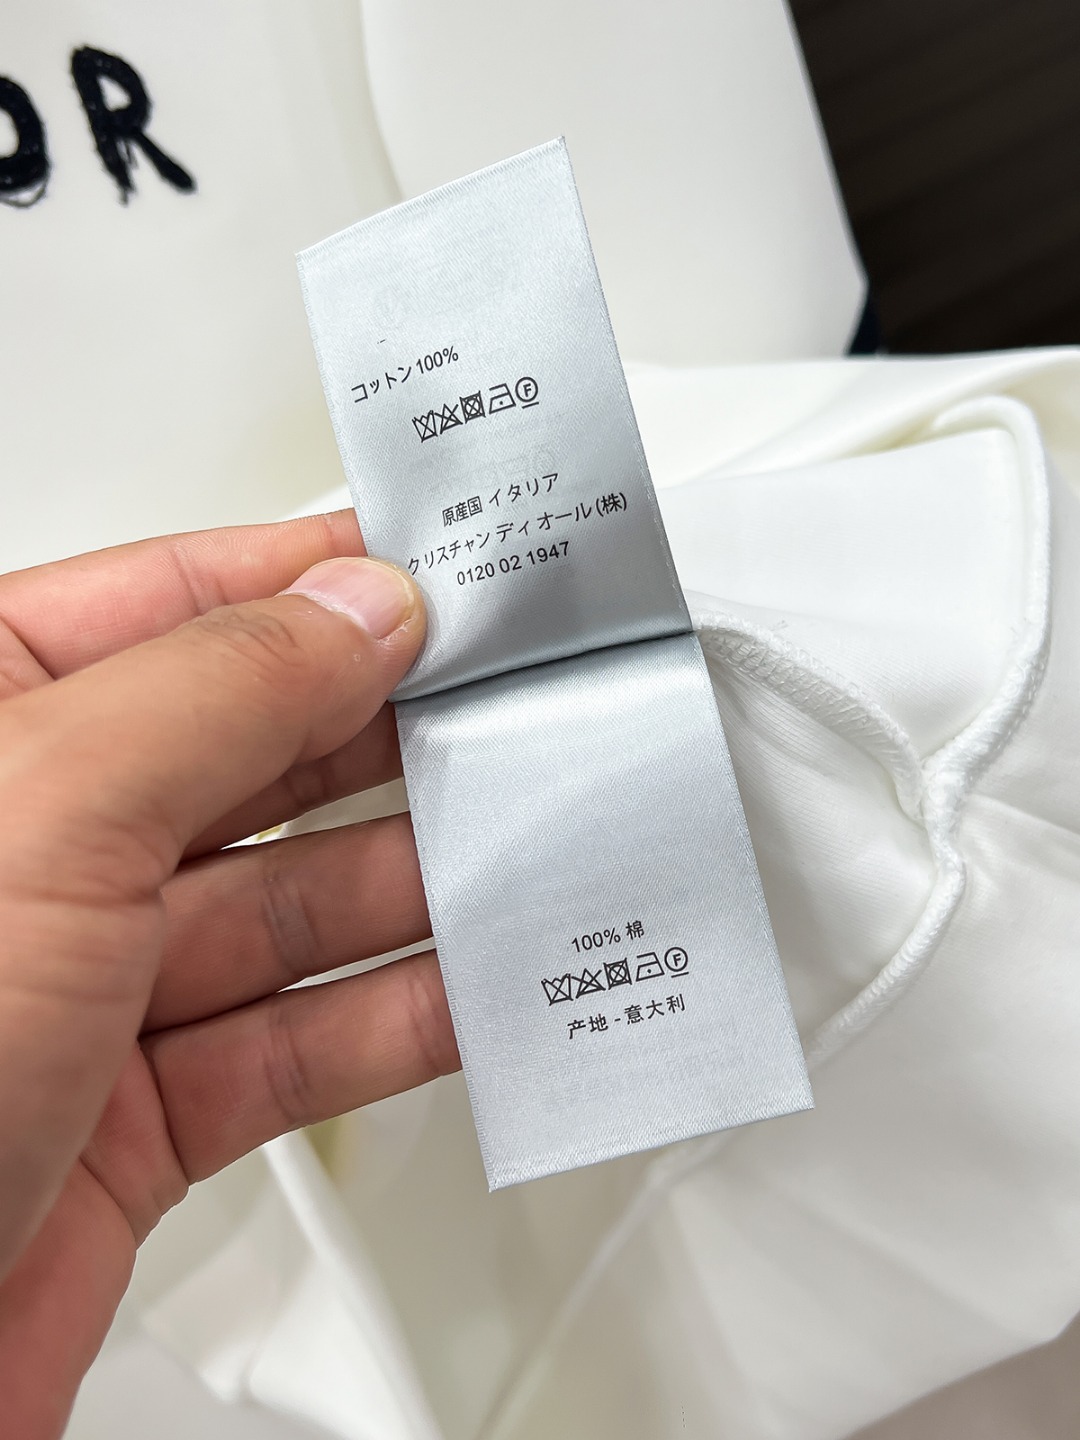 OR
コットン100%
F
原産国 イタリア
クリスチャン ディオール(株)
0120 02 1947
100% 棉
F
产地 - 意大利